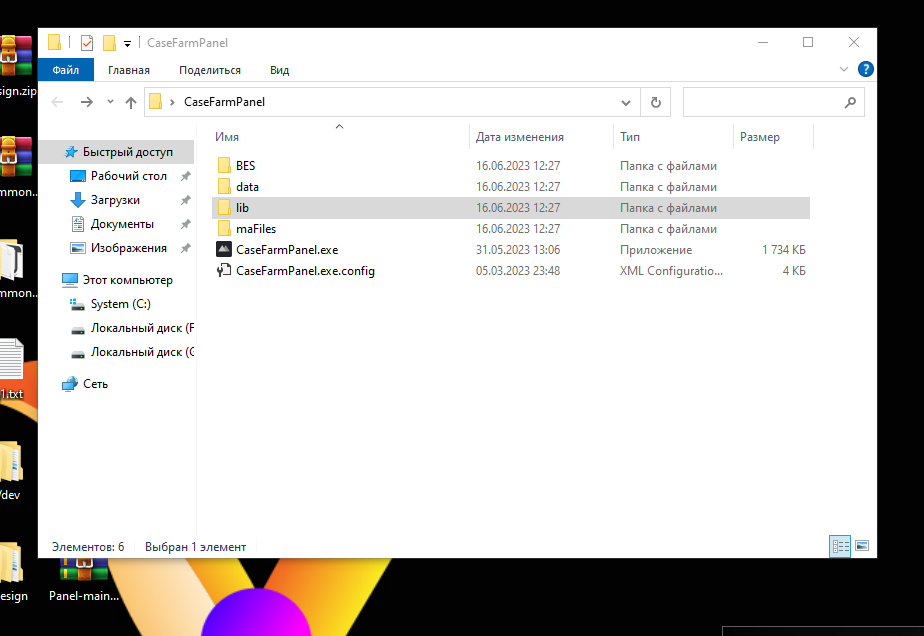 CaseFarmPanel
Файл Главная Поделиться Вид
CaseFarmPanel
Имя Дата изменения Тип Размер
Быстрый доступ
Рабочий стол
Загрузки
Документы
Изображения
Этот компьютер
System (C:)
Локальный диск (F
Локальный диск (G
Сеть
BES 16.06.2023 12:27 Папка с файлами
data 16.06.2023 12:27 Папка с файлами
lib 16.06.2023 12:27 Папка с файлами
maFiles 16.06.2023 12:27 Папка с файлами
CaseFarmPanel.exe 31.05.2023 13:06 Приложение 1 734 КБ
CaseFarmPanel.exe.config 05.03.2023 23:48 XML Configuratio... 4 КБ
Элементов: 6 Выбран 1 элемент
sign.zip
mmon...
mmon...
1.txt
/dev
esign
Panel-main...